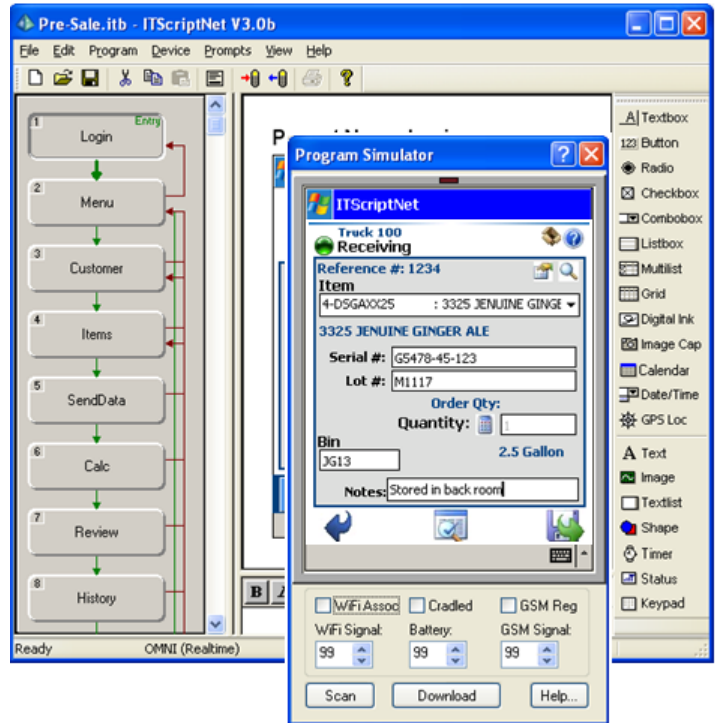 Pre-Sale.itb - ITScriptNet V3.0b
File Edit Program Device Prompts View Help
1 Entry
Login
2
Menu
3
Customer
4
Items
5
SendData
6
Calc
7
Review
8
History
Program Simulator
ITScriptNet
Truck 100
Receiving
Reference #: 1234
Item
4-DSGAXX25 : 3325 JENUINE GINGE
3325 JENUINE GINGER ALE
Serial #: G5478-45-123
Lot #: M1117
Order Qty:
Quantity: 1
Bin
JG13
2.5 Gallon
Notes: Stored in back room
WiFi Assoc Cradled GSM Reg
WiFi Signal: Battery: GSM Signal:
99 99 99
Scan Download Help...
A Textbox
123 Button
Radio
Checkbox
Combobox
Listbox
Multilist
Grid
Digital Ink
Image Cap
Calendar
Date/Time
GPS Loc
A Text
Image
Textlist
Shape
Timer
Status
Keypad
B
Ready OMNI (Realtime)